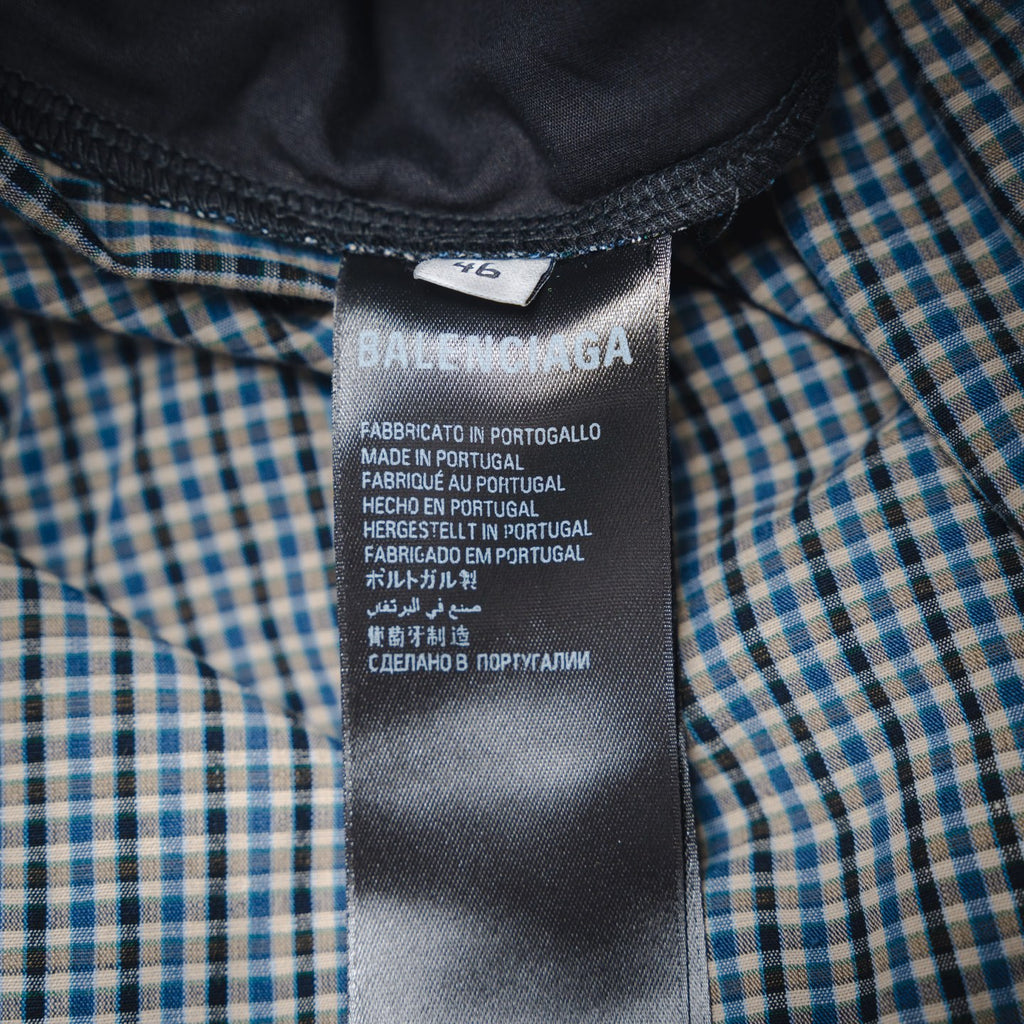 46
BALENCIAGA
FABBRICATO IN PORTOGALLO
MADE IN PORTUGAL
FABRIQUÉ AU PORTUGAL
HECHO EN PORTUGAL
HERGESTELLT IN PORTUGAL
FABRICADO EM PORTUGAL
ポルトガル製
صنع في البرتغال
葡萄牙制造
СДЕЛАНО В ПОРТУГАЛИИ